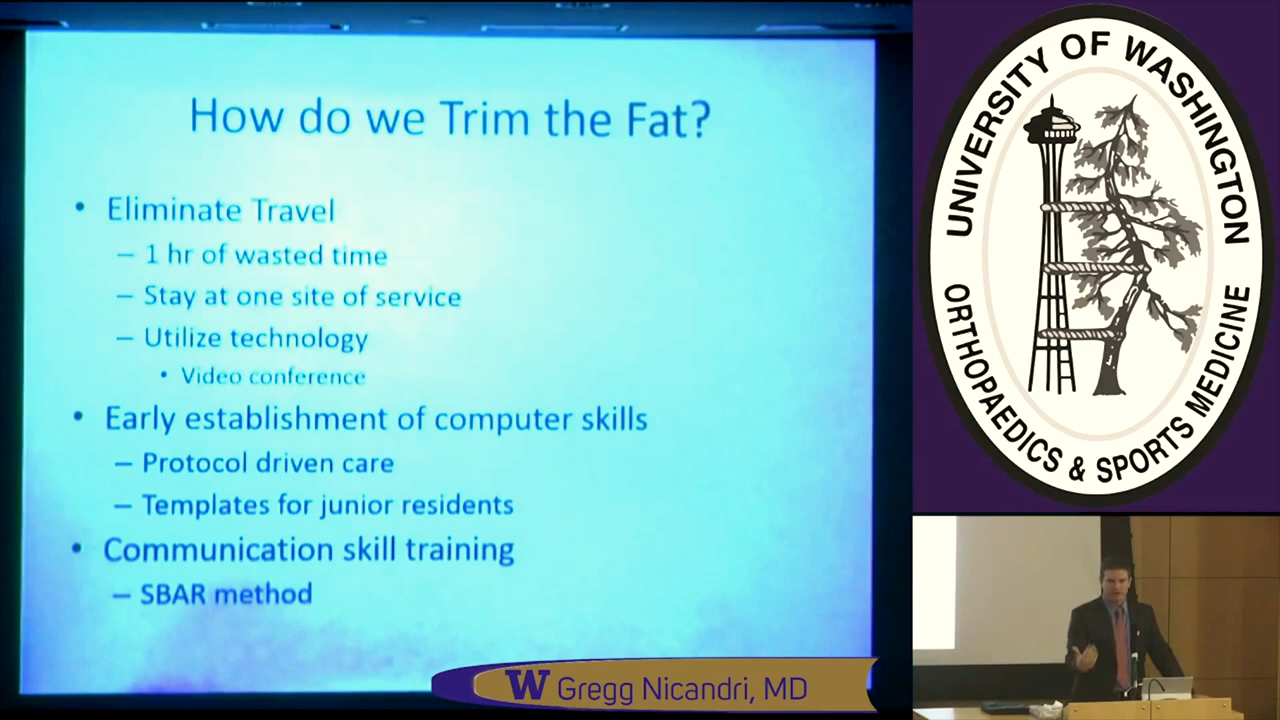 How do we Trim the Fat?
• Eliminate Travel
– 1 hr of wasted time
– Stay at one site of service
– Utilize technology
• Video conference
• Early establishment of computer skills
– Protocol driven care
– Templates for junior residents
• Communication skill training
– SBAR method
UNIVERSITY OF WASHINGTON
ORTHOPAEDICS & SPORTS MEDICINE
W Gregg Nicandri, MD